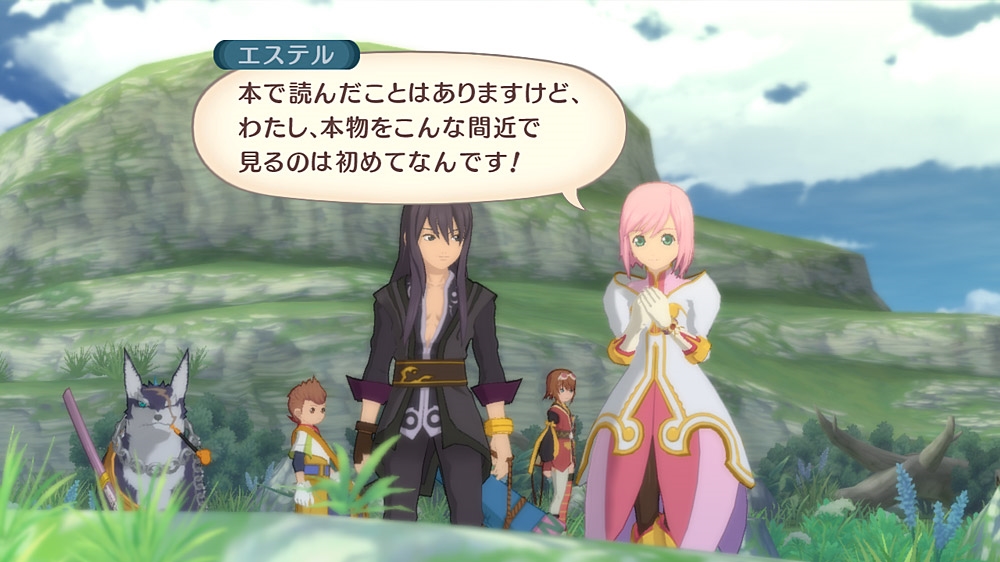 エステル
本で読んだことはありますけど、
わたし、本物をこんな間近で
見るのは初めてなんです!